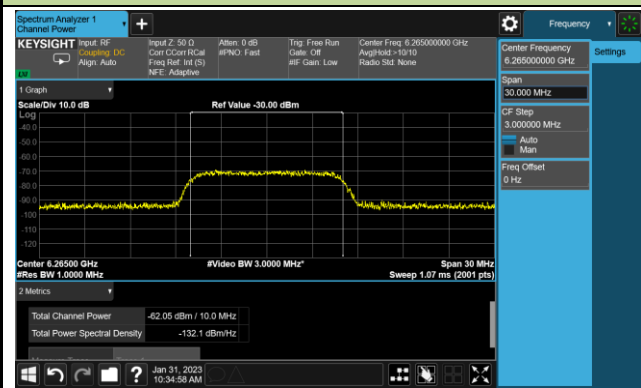 Spectrum Analyzer 1
Channel Power
Frequency
KEYSIGHT
Input: RF
Coupling: DC
Align: Auto
Input Z: 50 Ω
Corr CCorr RCal
Freq Ref: Int (S)
NFE: Adaptive
Atten: 0 dB
#PNO: Fast
Trig: Free Run
Gate: Off
#IF Gain: Low
Center Freq: 6.265000000 GHz
Avg|Hold:>10/10
Radio Std: None
Center Frequency
6.265000000 GHz
Settings
Span
30.000 MHz
CF Step
3.000000 MHz
Auto
Man
Freq Offset
0 Hz
1 Graph
Scale/Div 10.0 dB
Ref Value -30.00 dBm
Log
-40.0
-50.0
-60.0
-70.0
-80.0
-90.0
-100
-110
-120
Center 6.26500 GHz
#Video BW 3.0000 MHz*
Span 30 MHz
#Res BW 1.0000 MHz
Sweep 1.07 ms (2001 pts)
2 Metrics
Total Channel Power
-62.05 dBm / 10.0 MHz
Total Power Spectral Density
-132.1 dBm/Hz
?
Jan 31, 2023
10:34:58 AM